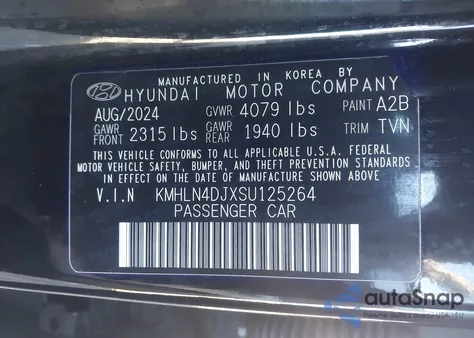 MANUFACTURED IN KOREA BY
HYUNDAI MOTOR COMPANY
AUG/2024 GVWR 4079 lbs PAINT A2B
GAWR FRONT 2315 lbs GAWR REAR 1940 lbs TRIM TVN
THIS VEHICLE CONFORMS TO ALL APPLICABLE U.S.A. FEDERAL
MOTOR VEHICLE SAFETY, BUMPER, AND THEFT PREVENTION STANDARDS
IN EFFECT ON THE DATE OF MANUFACTURE SHOWN ABOVE.
V.I.N KMHLN4DJXSU125264
PASSENGER CAR
autoSnap
www.autosnap